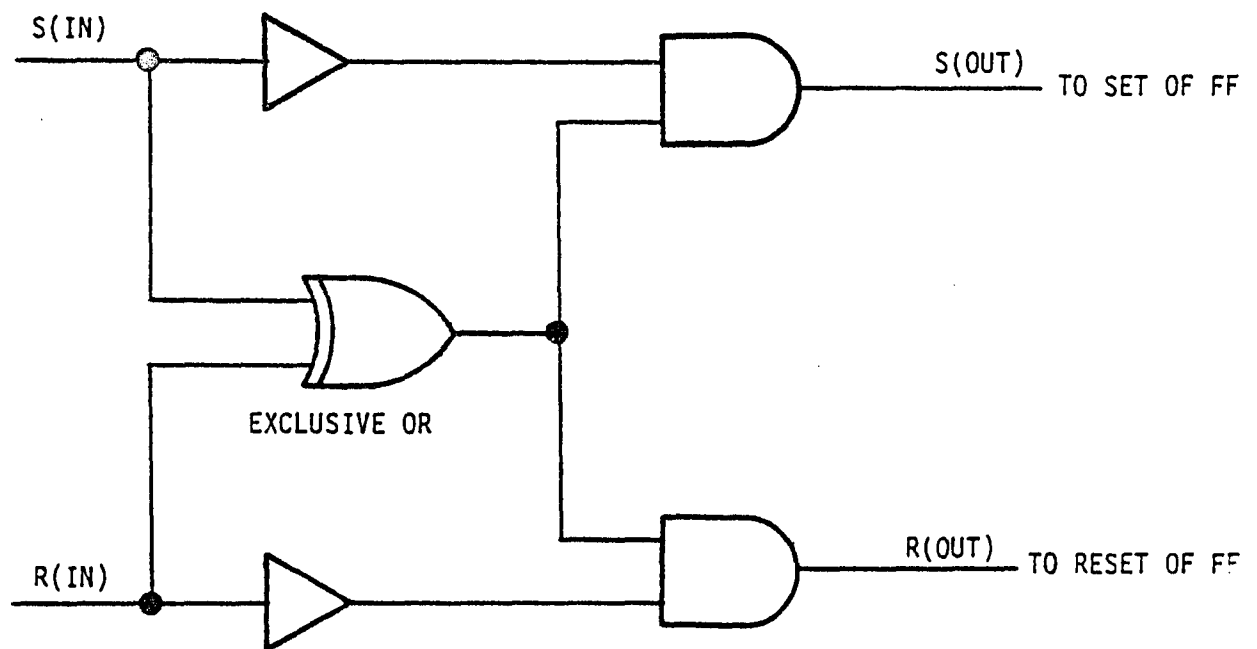 S(IN)
S(OUT)
TO SET OF FF
EXCLUSIVE OR
R(IN)
R(OUT)
TO RESET OF FF